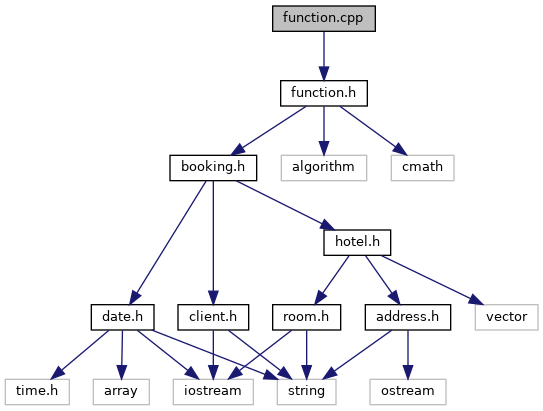 function.cpp
function.h
booking.h
algorithm
cmath
hotel.h
date.h
client.h
room.h
address.h
vector
time.h
array
iostream
string
ostream